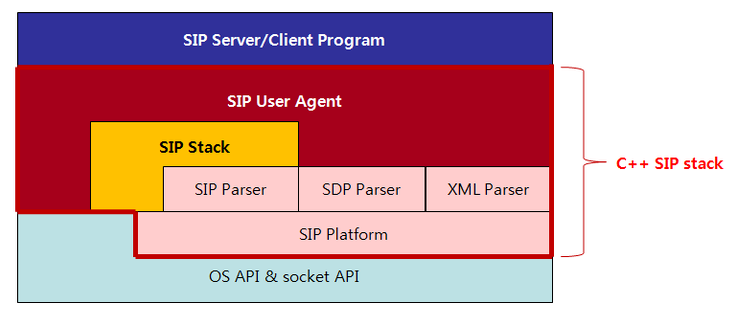 SIP Server/Client Program
SIP User Agent
SIP Stack
C++ SIP stack
SIP Parser
SDP Parser
XML Parser
SIP Platform
OS API & socket API